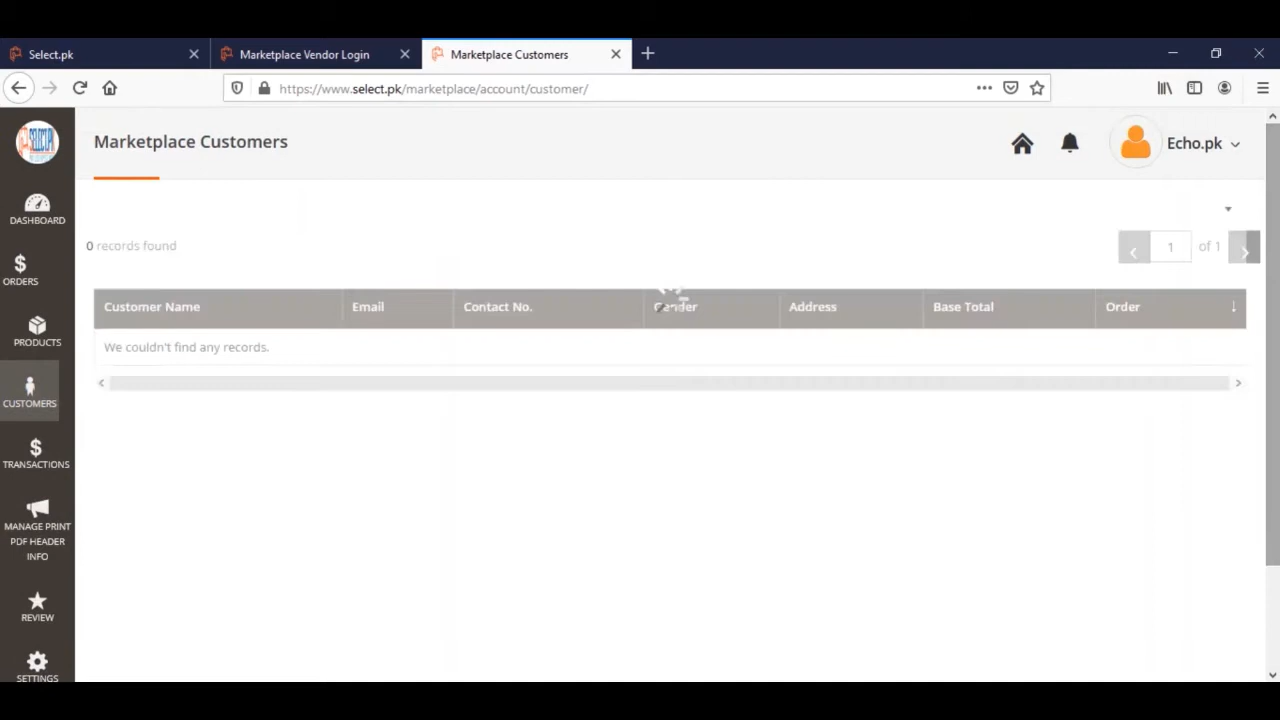 Select.pk
Marketplace Vendor Login
Marketplace Customers
https://www.select.pk/marketplace/account/customer/
Marketplace Customers
Echo.pk
DASHBOARD
ORDERS
PRODUCTS
CUSTOMERS
TRANSACTIONS
MANAGE PRINT
PDF HEADER
INFO
REVIEW
SETTINGS
0 records found
1 of 1
Customer Name Email Contact No. Gender Address Base Total Order
We couldn't find any records.